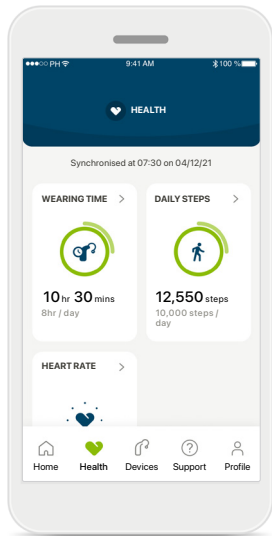 ●●●○○ PH 9:41 AM 100 %
HEALTH
Synchronised at 07:30 on 04/12/21
WEARING TIME >
10 hr 30 mins
8hr / day
DAILY STEPS >
12,550 steps
10,000 steps /
day
HEART RATE >
Home Health Devices Support Profile